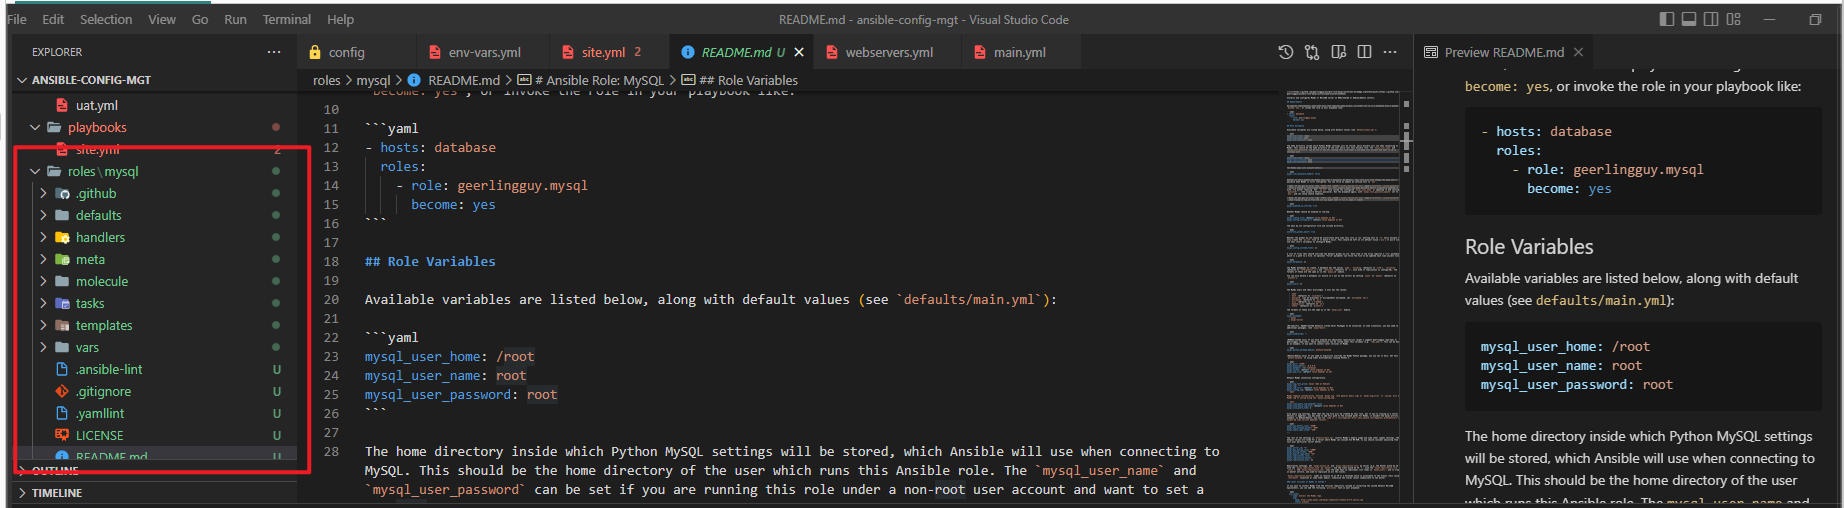 File Edit Selection View Go Run Terminal Help README.md - ansible-config-mgt - Visual Studio Code
EXPLORER ···
ANSIBLE-CONFIG-MGT
uat.yml
playbooks
site.yml 2
roles\mysql
.github
defaults
handlers
meta
molecule
tasks
templates
vars
.ansible-lint U
.gitignore U
.yamllint U
LICENSE U
README.md U
OUTLINE
TIMELINE
config env-vars.yml site.yml 2 README.md U webservers.yml main.yml
roles > mysql > README.md > # Ansible Role: MySQL > ## Role Variables
`become: yes`, or invoke the role in your playbook like:
10
11 ```yaml
12 - hosts: database
13 roles:
14 - role: geerlingguy.mysql
15 become: yes
16 ```
17
18 ## Role Variables
19
20 Available variables are listed below, along with default values (see `defaults/main.yml`):
21
22 ```yaml
23 mysql_user_home: /root
24 mysql_user_name: root
25 mysql_user_password: root
26 ```
27
28 The home directory inside which Python MySQL settings will be stored, which Ansible will use when connecting to
MySQL. This should be the home directory of the user which runs this Ansible role. The `mysql_user_name` and
`mysql_user_password` can be set if you are running this role under a non-root user account and want to set a
Preview README.md
become: yes, or invoke the role in your playbook like:
- hosts: database
roles:
- role: geerlingguy.mysql
become: yes
Role Variables
Available variables are listed below, along with default
values (see defaults/main.yml):
mysql_user_home: /root
mysql_user_name: root
mysql_user_password: root
The home directory inside which Python MySQL settings
will be stored, which Ansible will use when connecting to
MySQL. This should be the home directory of the user
which runs this Ansible role. The mysql_user_name and